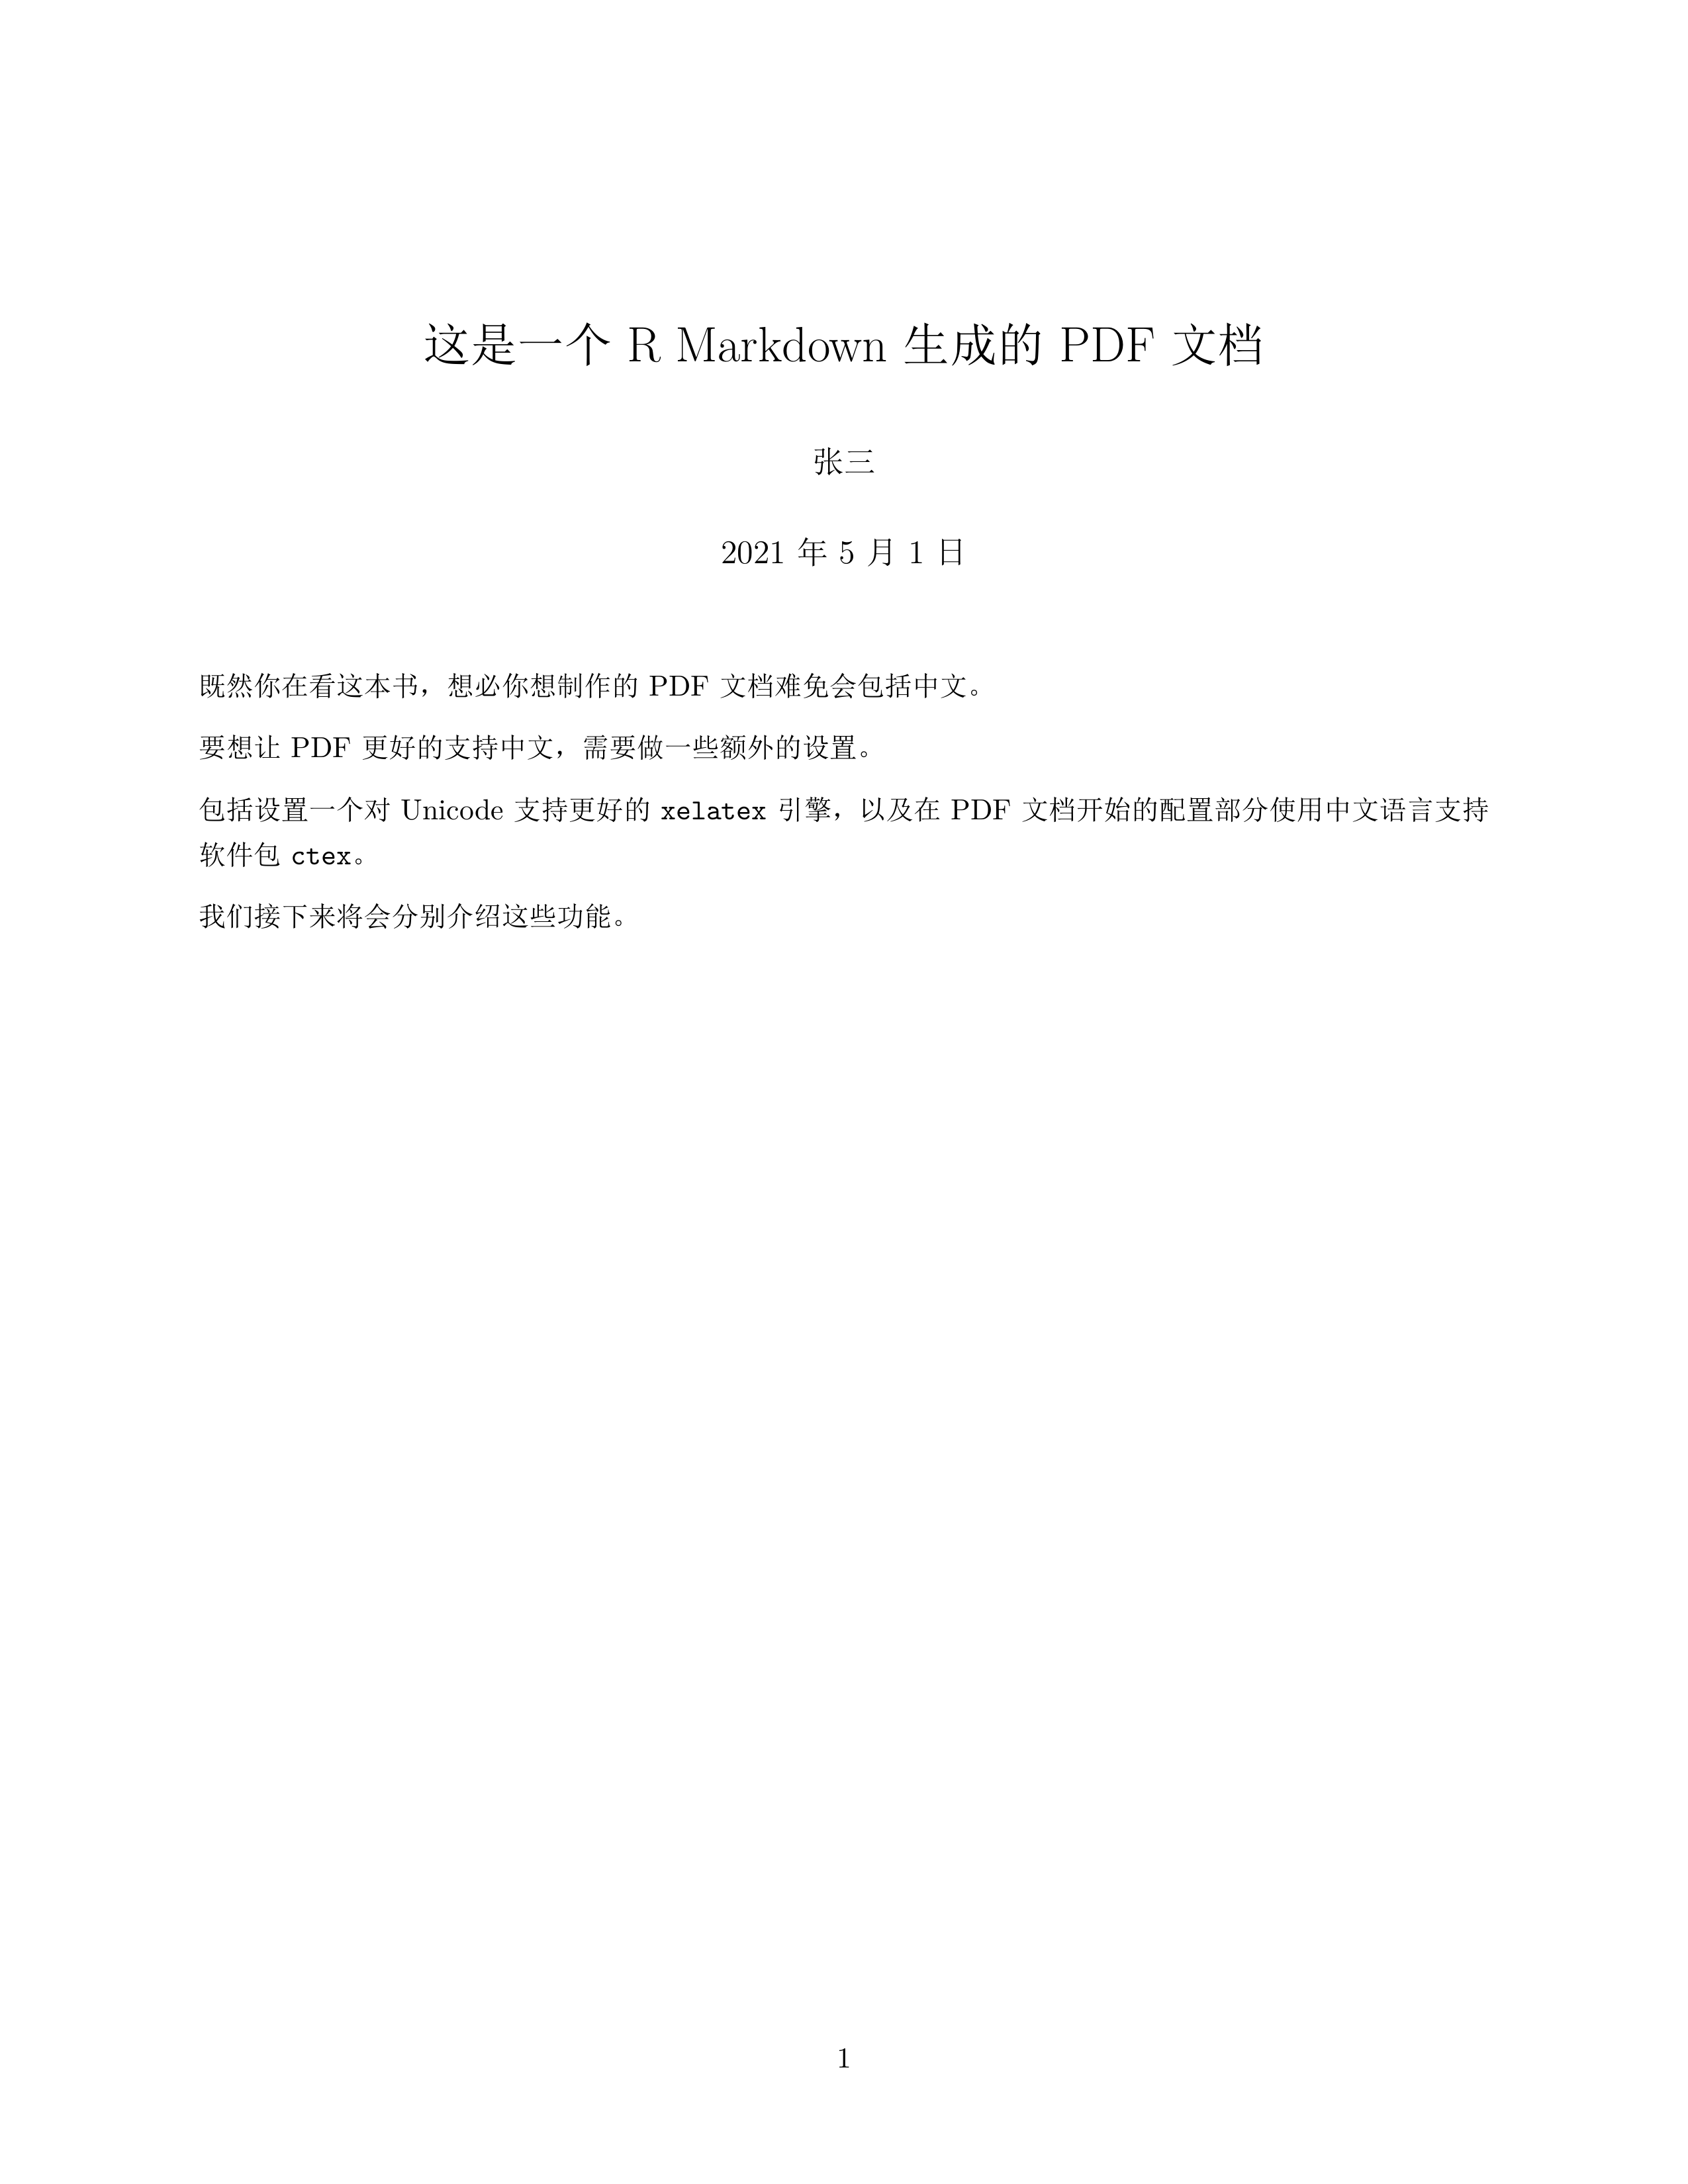 这是一个 R Markdown 生成的 PDF 文档
张三
2021 年 5 月 1 日
既然你在看这本书，想必你想制作的 PDF 文档难免会包括中文。
要想让 PDF 更好的支持中文，需要做一些额外的设置。
包括设置一个对 Unicode 支持更好的 xelatex 引擎，以及在 PDF 文档开始的配置部分使用中文语言支持
软件包 ctex。
我们接下来将会分别介绍这些功能。
1